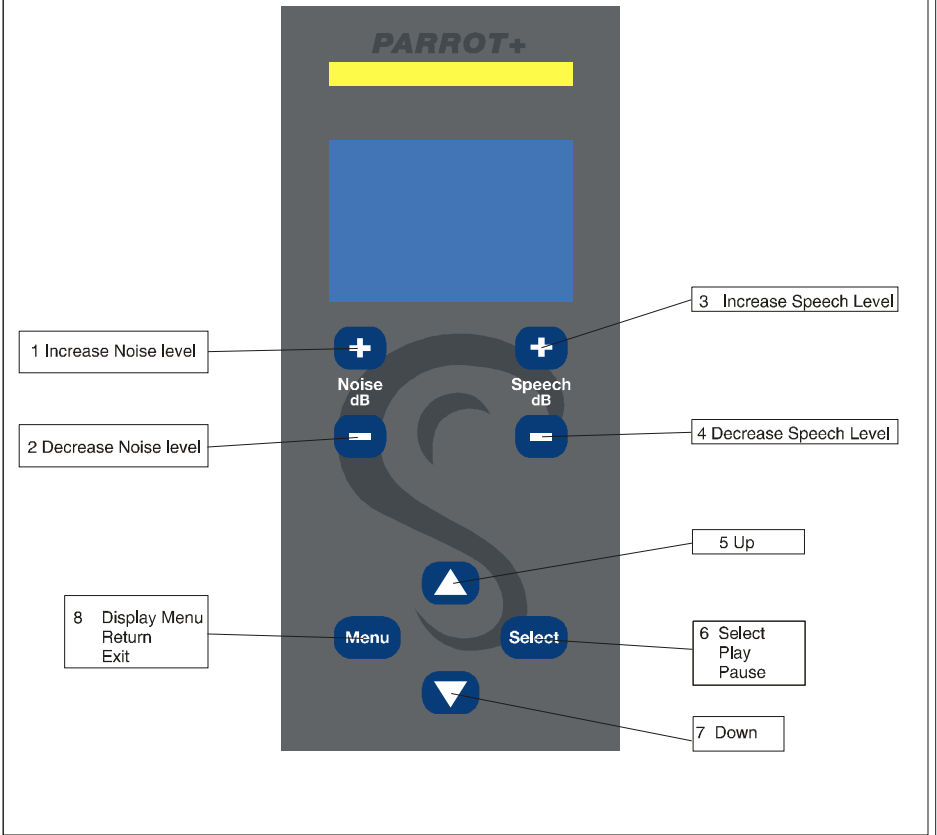 PARROT+
3 Increase Speech Level
1 Increase Noise level
Noise
dB
Speech
dB
2 Decrease Noise level
4 Decrease Speech Level
5 Up
8 Display Menu
Return
Exit
Menu
Select
6 Select
Play
Pause
7 Down